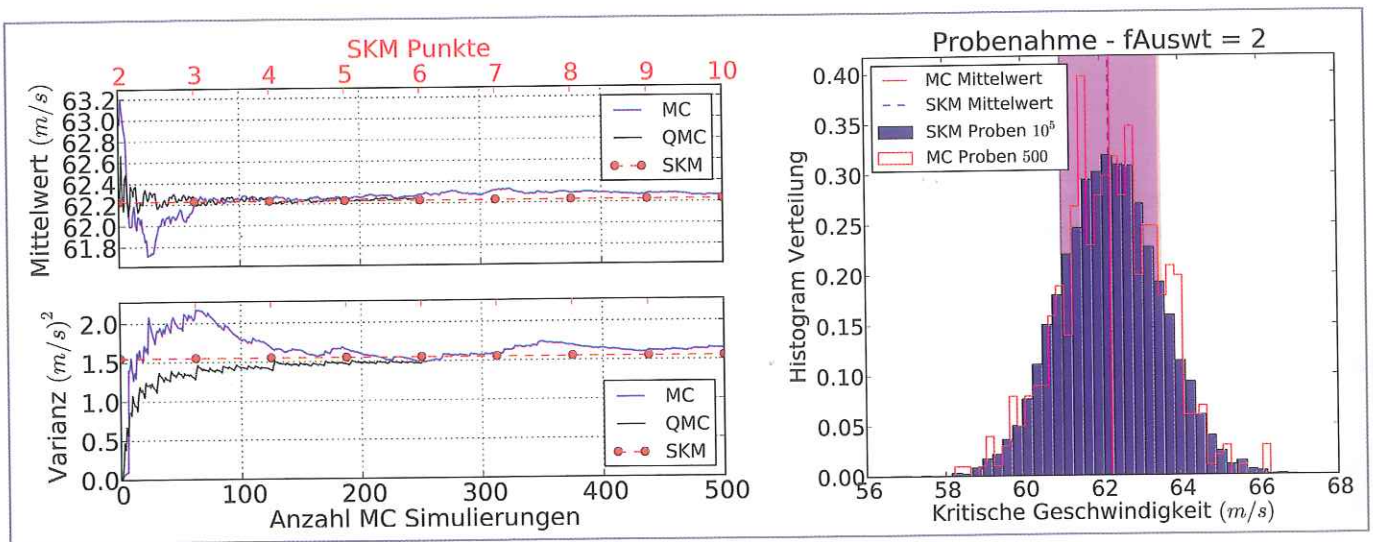 SKM Punkte
2 3 4 5 6 7 8 9 10
Mittelwert (m/s)
63.2
63.0
62.8
62.6
62.4
62.2
62.0
61.8
MC
QMC
SKM
Varianz (m/s)²
2.0
1.5
1.0
0.5
0.0
MC
QMC
SKM
0 100 200 300 400 500
Anzahl MC Simulierungen
Probenahme - fAuswt = 2
Histogram Verteilung
0.40
0.35
0.30
0.25
0.20
0.15
0.10
0.05
0.00
MC Mittelwert
SKM Mittelwert
SKM Proben 10⁵
MC Proben 500
56 58 60 62 64 66 68
Kritische Geschwindigkeit (m/s)